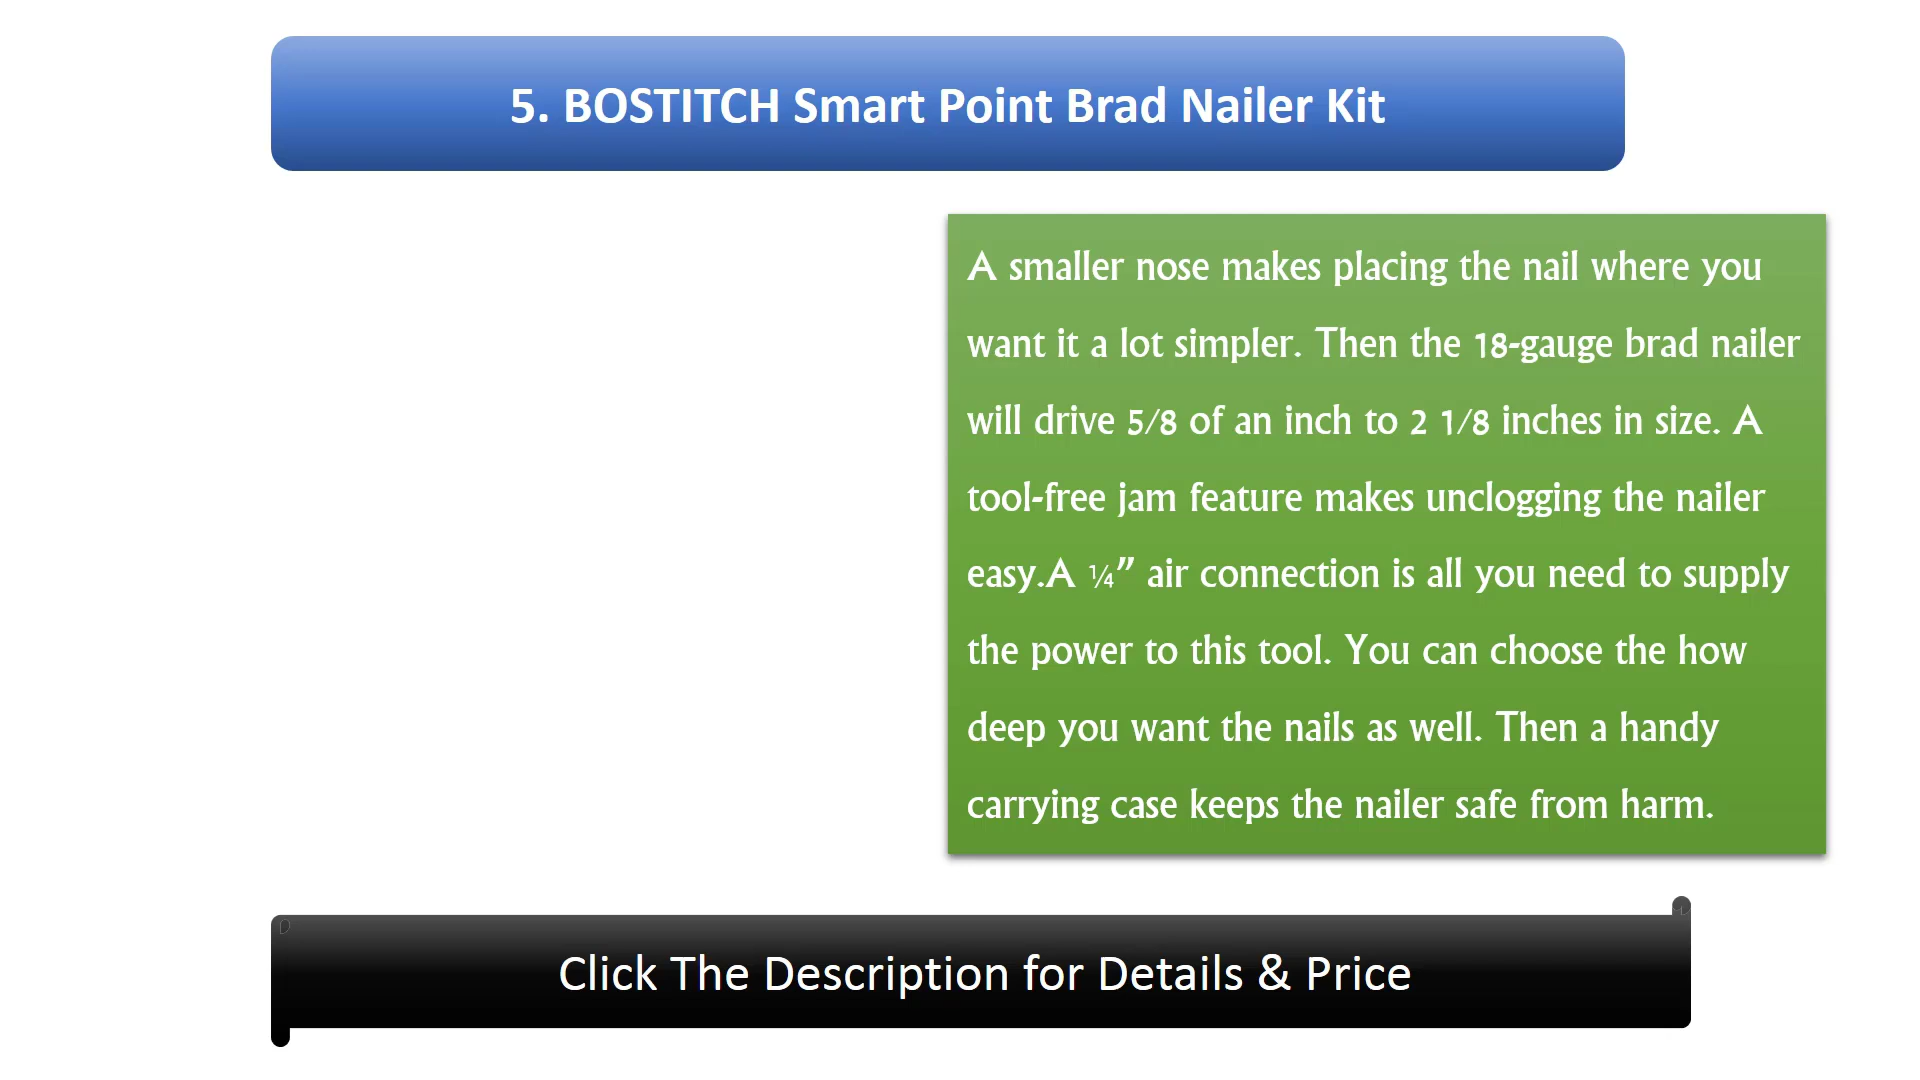 5. BOSTITCH Smart Point Brad Nailer Kit
A smaller nose makes placing the nail where you
want it a lot simpler. Then the 18-gauge brad nailer
will drive 5/8 of an inch to 2 1/8 inches in size. A
tool-free jam feature makes unclogging the nailer
easy.A ¼” air connection is all you need to supply
the power to this tool. You can choose the how
deep you want the nails as well. Then a handy
carrying case keeps the nailer safe from harm.
Click The Description for Details & Price